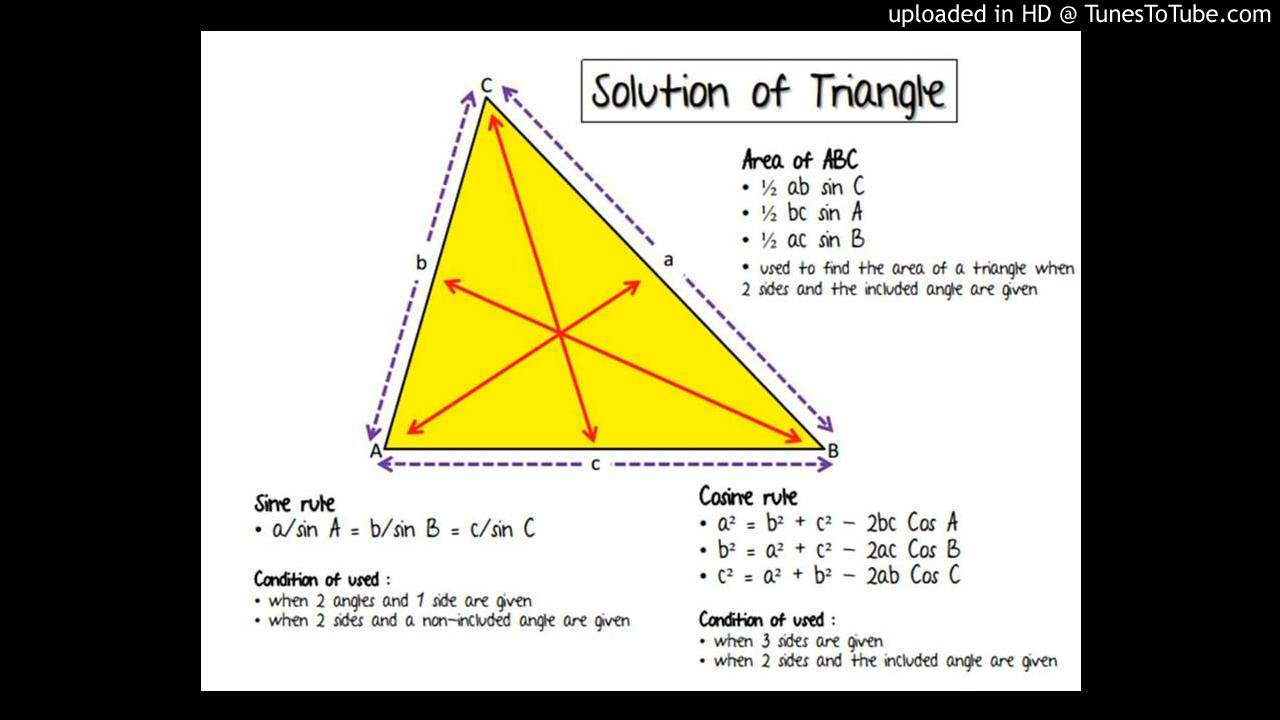 uploaded in HD @ TunesToTube.com
Solution of Triangle
C
Area of ABC
• ½ ab sin C
• ½ bc sin A
• ½ ac sin B
• used to find the area of a triangle when
2 sides and the included angle are given
b
a
A
B
c
Sine rule
• a/sin A = b/sin B = c/sin C
Condition of used :
• when 2 angles and 1 side are given
• when 2 sides and a non-included angle are given
Cosine rule
• a² = b² + c² − 2bc Cos A
• b² = a² + c² − 2ac Cos B
• c² = a² + b² − 2ab Cos C
Condition of used :
• when 3 sides are given
• when 2 sides and the included angle are given